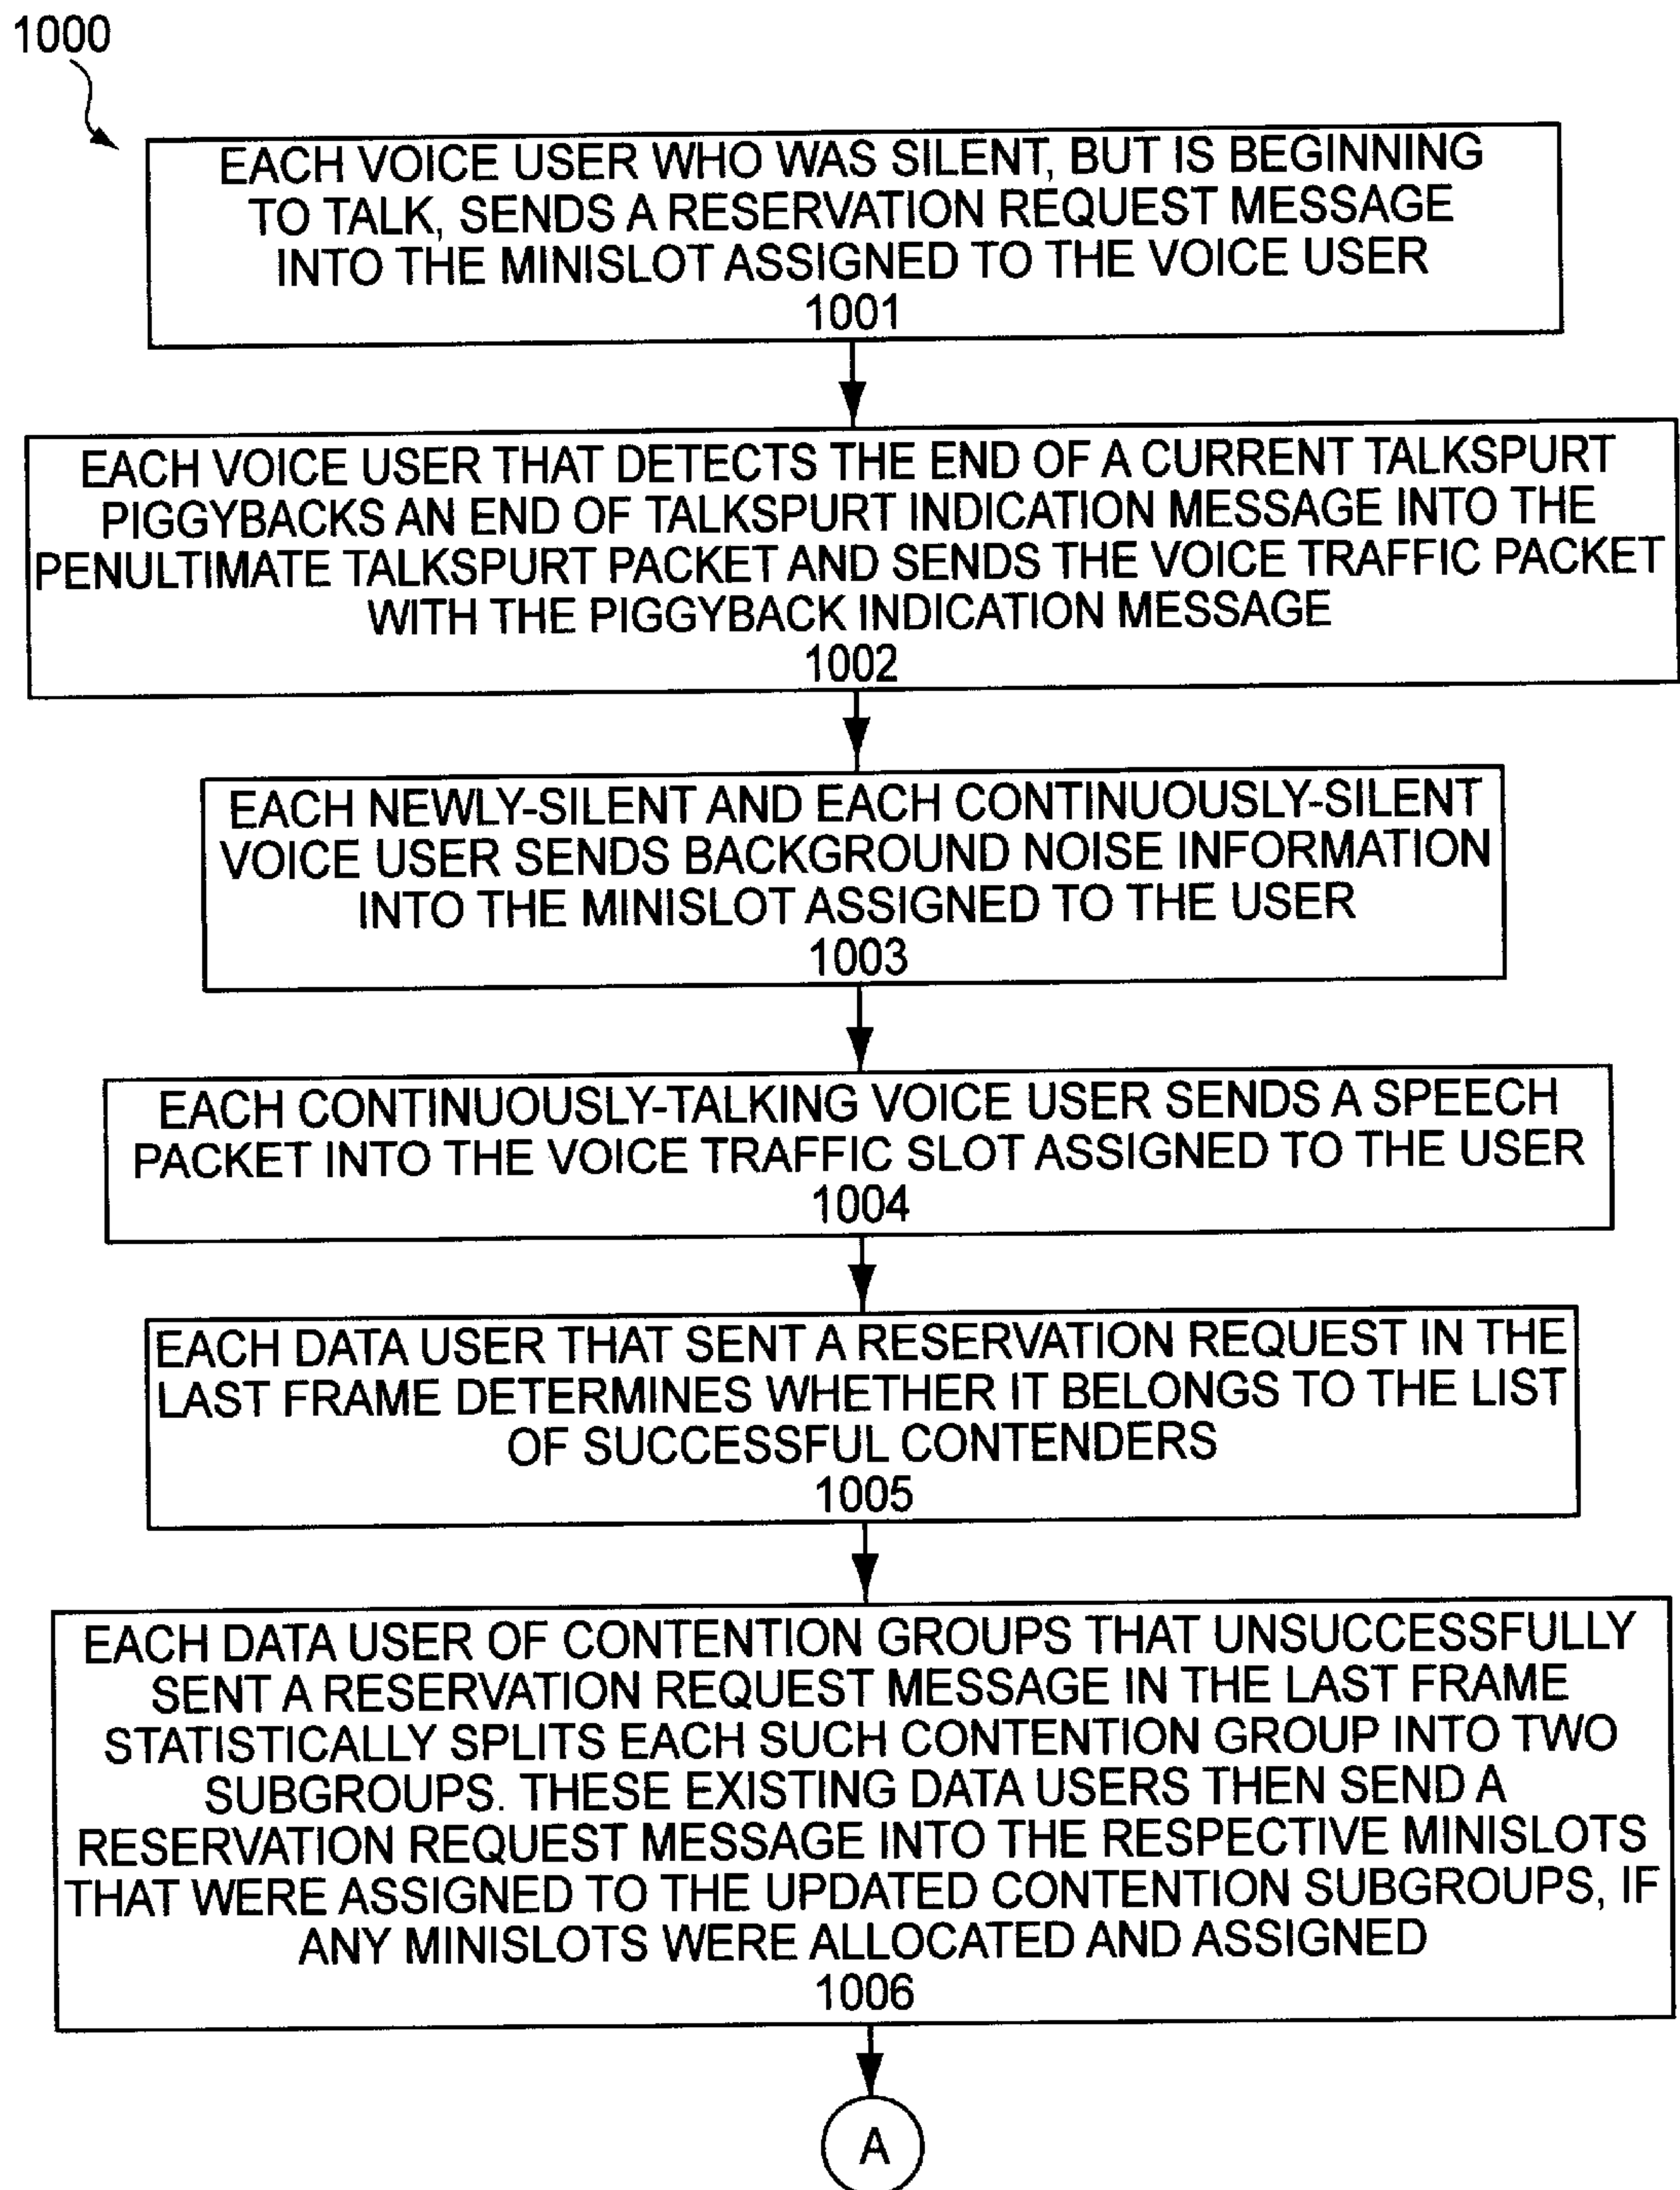 1000
EACH VOICE USER WHO WAS SILENT, BUT IS BEGINNING
TO TALK, SENDS A RESERVATION REQUEST MESSAGE
INTO THE MINISLOT ASSIGNED TO THE VOICE USER
1001
EACH VOICE USER THAT DETECTS THE END OF A CURRENT TALKSPURT
PIGGYBACKS AN END OF TALKSPURT INDICATION MESSAGE INTO THE
PENULTIMATE TALKSPURT PACKET AND SENDS THE VOICE TRAFFIC PACKET
WITH THE PIGGYBACK INDICATION MESSAGE
1002
EACH NEWLY-SILENT AND EACH CONTINUOUSLY-SILENT
VOICE USER SENDS BACKGROUND NOISE INFORMATION
INTO THE MINISLOT ASSIGNED TO THE USER
1003
EACH CONTINUOUSLY-TALKING VOICE USER SENDS A SPEECH
PACKET INTO THE VOICE TRAFFIC SLOT ASSIGNED TO THE USER
1004
EACH DATA USER THAT SENT A RESERVATION REQUEST IN THE
LAST FRAME DETERMINES WHETHER IT BELONGS TO THE LIST
OF SUCCESSFUL CONTENDERS
1005
EACH DATA USER OF CONTENTION GROUPS THAT UNSUCCESSFULLY
SENT A RESERVATION REQUEST MESSAGE IN THE LAST FRAME
STATISTICALLY SPLITS EACH SUCH CONTENTION GROUP INTO TWO
SUBGROUPS. THESE EXISTING DATA USERS THEN SEND A
RESERVATION REQUEST MESSAGE INTO THE RESPECTIVE MINISLOTS
THAT WERE ASSIGNED TO THE UPDATED CONTENTION SUBGROUPS, IF
ANY MINISLOTS WERE ALLOCATED AND ASSIGNED
1006
A